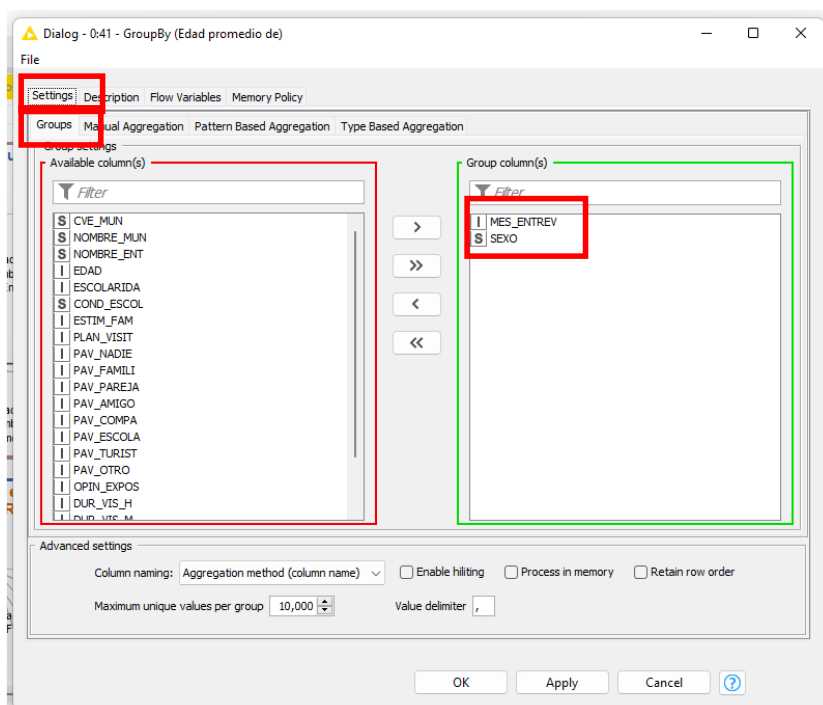 Dialog - 0:41 - GroupBy (Edad promedio de)
File
Settings Description Flow Variables Memory Policy
Groups Manual Aggregation Pattern Based Aggregation Type Based Aggregation
Group settings
Available column(s)
Group column(s)
Filter
Filter
S CVE_MUN
S NOMBRE_MUN
S NOMBRE_ENT
I EDAD
I ESCOLARIDA
S COND_ESCOL
I ESTIM_FAM
I PLAN_VISIT
I PAV_NADIE
I PAV_FAMILI
I PAV_PAREJA
I PAV_AMIGO
I PAV_COMPA
I PAV_ESCOLA
I PAV_TURIST
I PAV_OTRO
I OPIN_EXPOS
I DUR_VIS_H
I DUR_VIS_M
>
>>
<
<<
I MES_ENTREV
S SEXO
Advanced settings
Column naming: Aggregation method (column name) Enable hiliting Process in memory Retain row order
Maximum unique values per group 10,000 Value delimiter ,
OK Apply Cancel ?